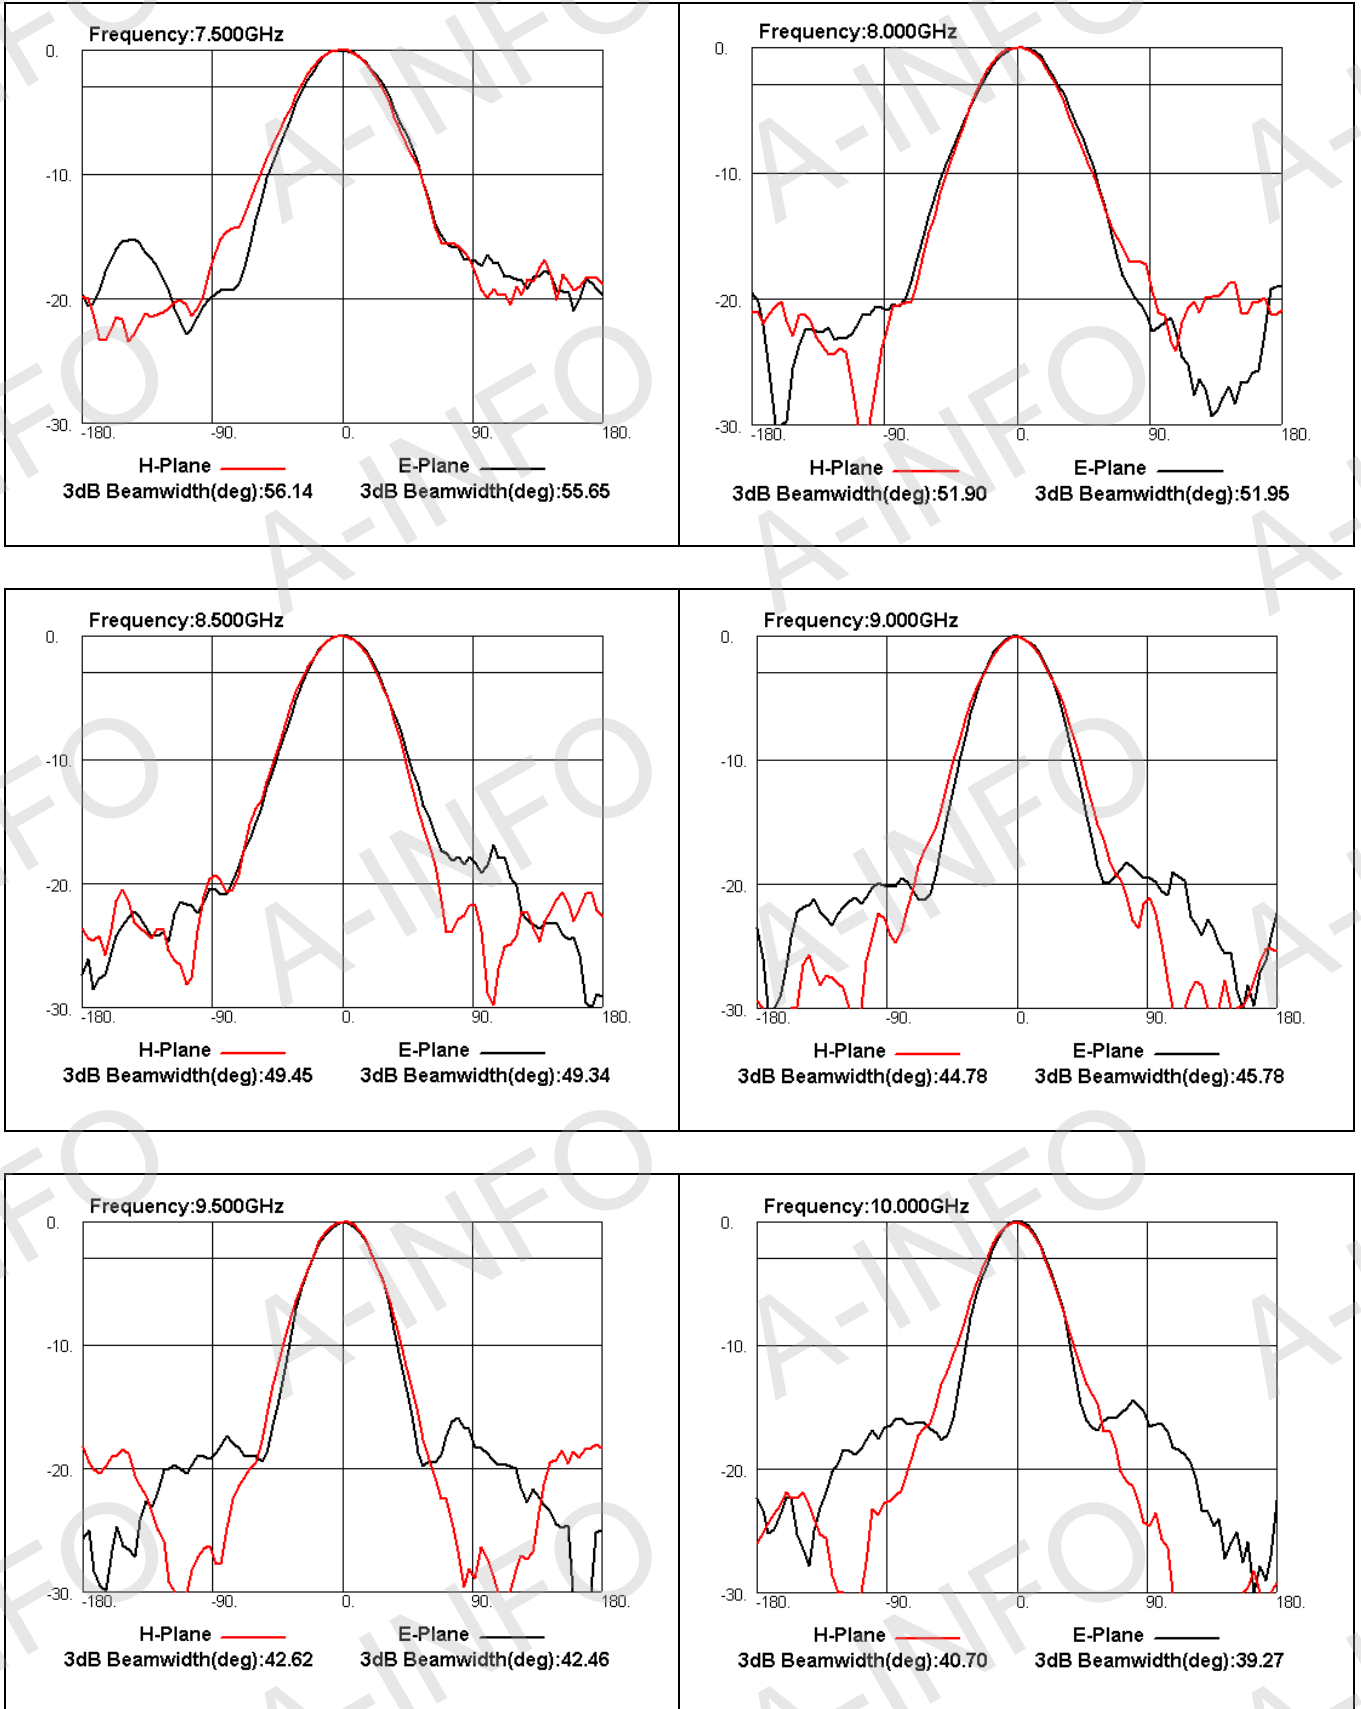 Frequency:7.500GHz
0.
-10.
-20.
-30.
-180.
-90.
0.
90.
180.
H-Plane
E-Plane
3dB Beamwidth(deg):56.14
3dB Beamwidth(deg):55.65
Frequency:8.000GHz
0.
-10.
-20.
-30.
-180.
-90.
0.
90.
180.
H-Plane
E-Plane
3dB Beamwidth(deg):51.90
3dB Beamwidth(deg):51.95
Frequency:8.500GHz
0.
-10.
-20.
-30.
-180.
-90.
0.
90.
180.
H-Plane
E-Plane
3dB Beamwidth(deg):49.45
3dB Beamwidth(deg):49.34
Frequency:9.000GHz
0.
-10.
-20.
-30.
-180.
-90.
0.
90.
180.
H-Plane
E-Plane
3dB Beamwidth(deg):44.78
3dB Beamwidth(deg):45.78
Frequency:9.500GHz
0.
-10.
-20.
-30.
-180.
-90.
0.
90.
180.
H-Plane
E-Plane
3dB Beamwidth(deg):42.62
3dB Beamwidth(deg):42.46
Frequency:10.000GHz
0.
-10.
-20.
-30.
-180.
-90.
0.
90.
180.
H-Plane
E-Plane
3dB Beamwidth(deg):40.70
3dB Beamwidth(deg):39.27
A-INFO
A-INFO
A-INFO
A-INFO
A-INFO
A-INFO
A-INFO
A-INFO